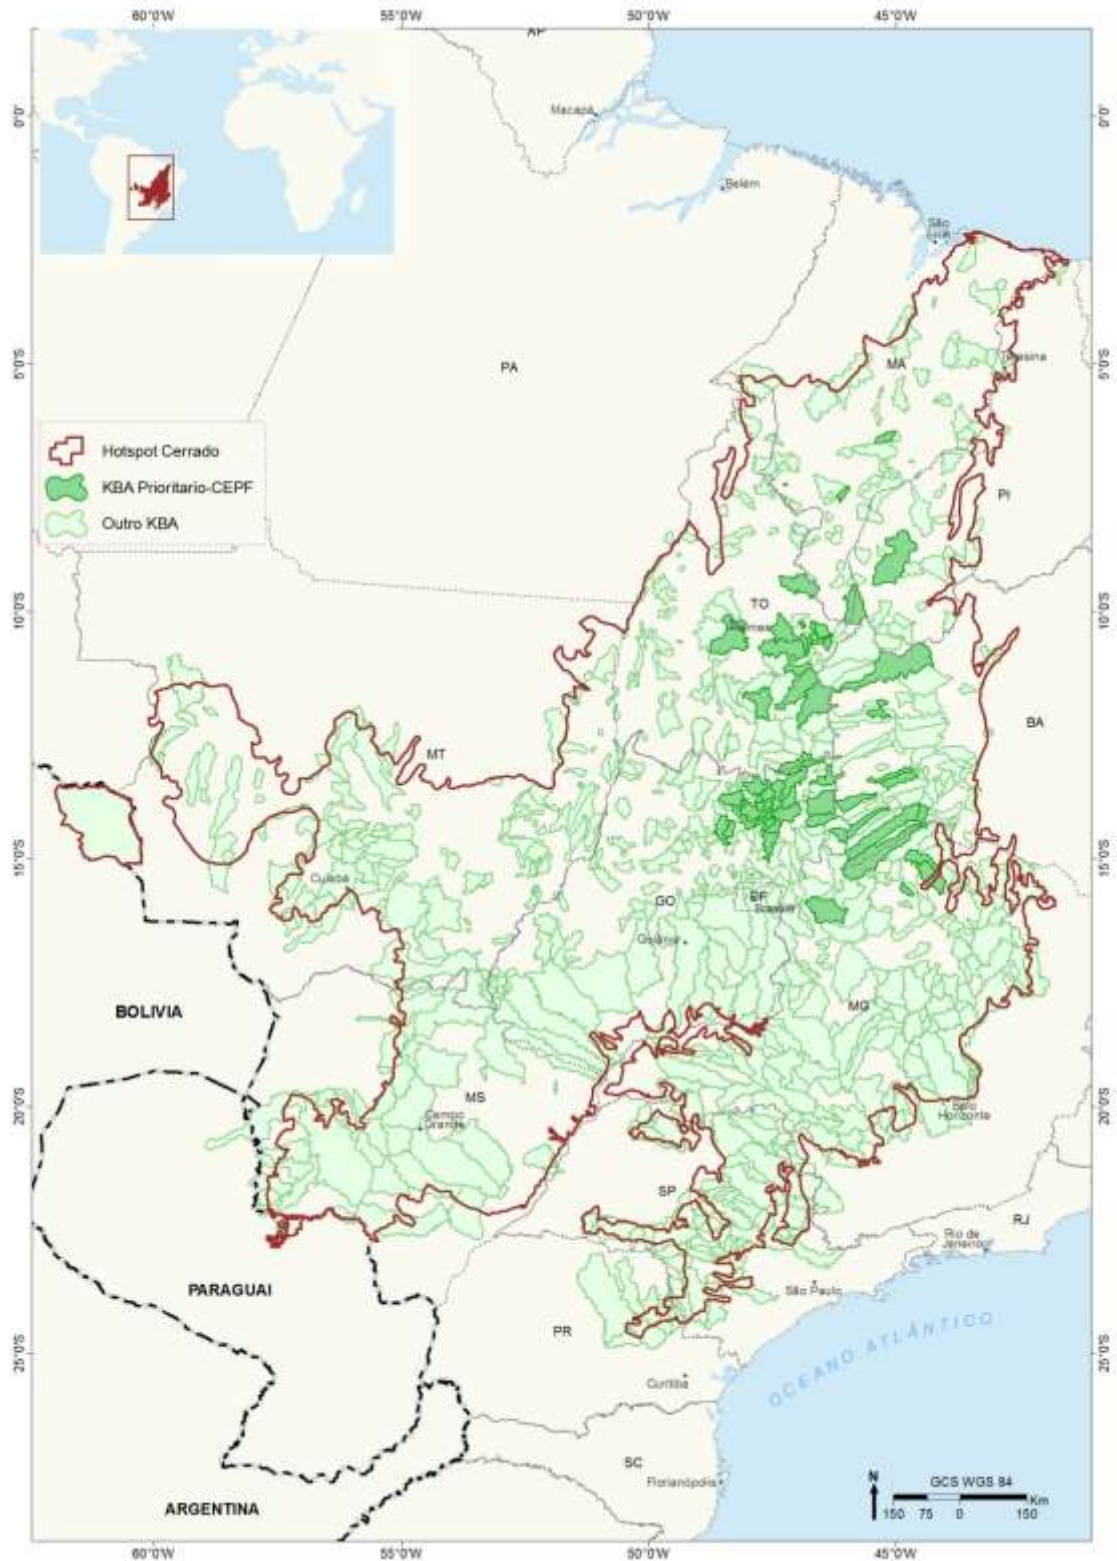 60°0'W 55°0'W 50°0'W 45°0'W
AP
Macapá
0°0' 0°0'
Belém
São
MA
5°0'S 5°0'S
PA
Hotspot Cerrado
KBA Prioritario-CEPF
Outro KBA
PI
TO
10°0'S 10°0'S
BA
MT
15°0'S 15°0'S
Cuiabá
GO
DF
Brasília
Goiânia
BOLIVIA
MG
MS
Campo
Grande
20°0'S 20°0'S
Belo
Horizonte
SP
RJ
Rio de
Janeiro
PARAGUAI
São Paulo
PR
OCEANO ATLÂNTICO
25°0'S 25°0'S
Curitiba
SC
Florianópolis
N
GCS WGS 84
Km
150 75 0 150
ARGENTINA
60°0'W 55°0'W 50°0'W 45°0'W